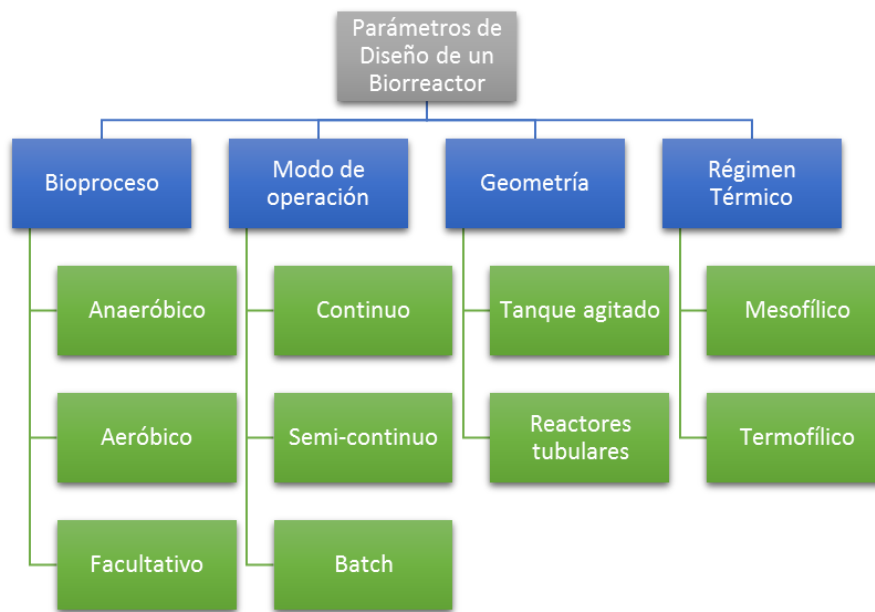 Parámetros de
Diseño de un
Biorreactor
Bioproceso
Modo de
operación
Geometría
Régimen
Térmico
Anaeróbico
Continuo
Tanque agitado
Mesofílico
Aeróbico
Semi-continuo
Reactores
tubulares
Termofílico
Facultativo
Batch